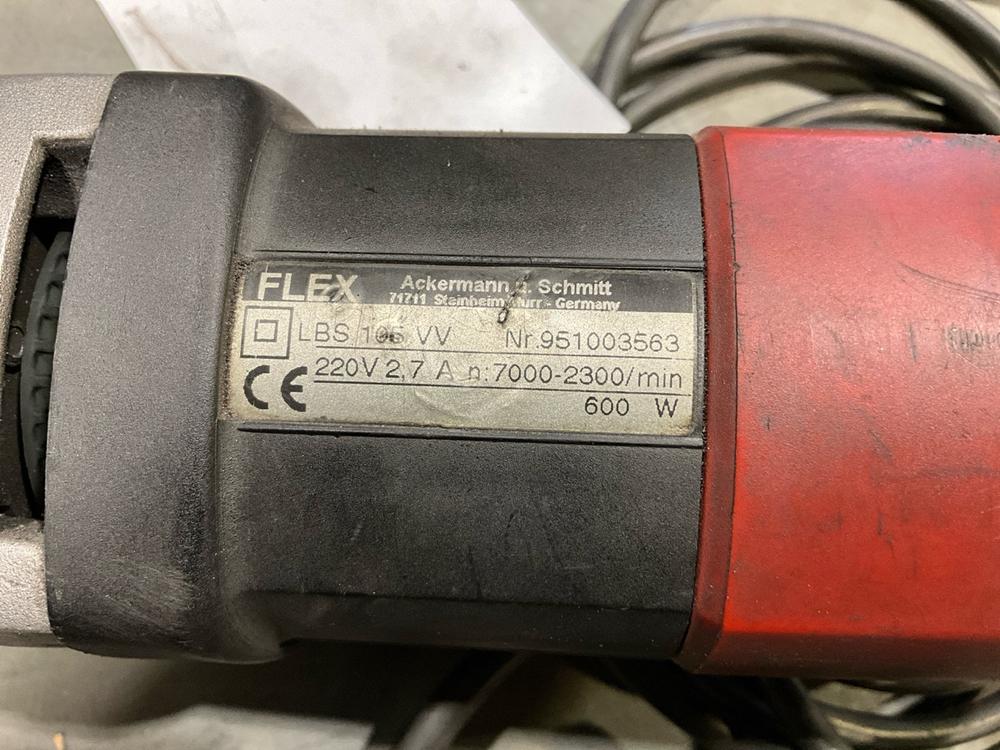 FLEX Ackermann u. Schmitt
71711 Steinheim/Murr - Germany
LBS 105 VV Nr.951003563
CE 220V 2,7 A n:7000-2300/min
600 W